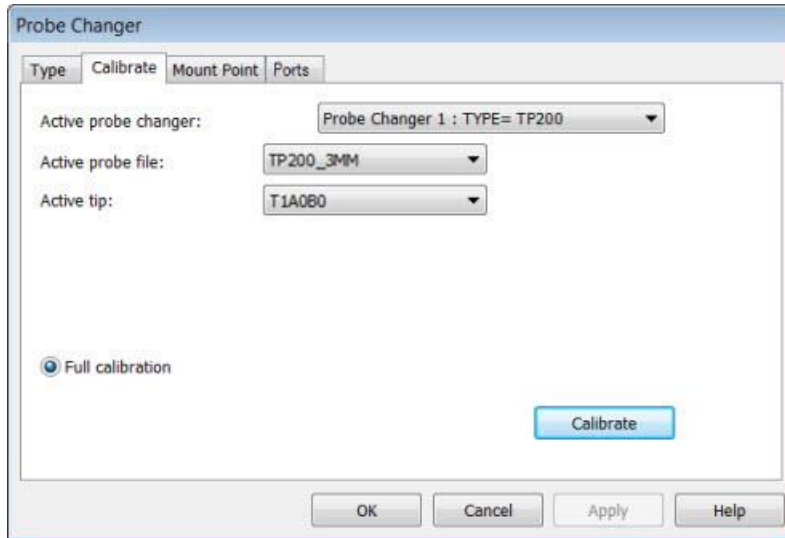 Probe Changer
Type Calibrate Mount Point Ports
Active probe changer: Probe Changer 1 : TYPE= TP200
Active probe file: TP200_3MM
Active tip: T1A0B0
Full calibration
Calibrate
OK Cancel Apply Help